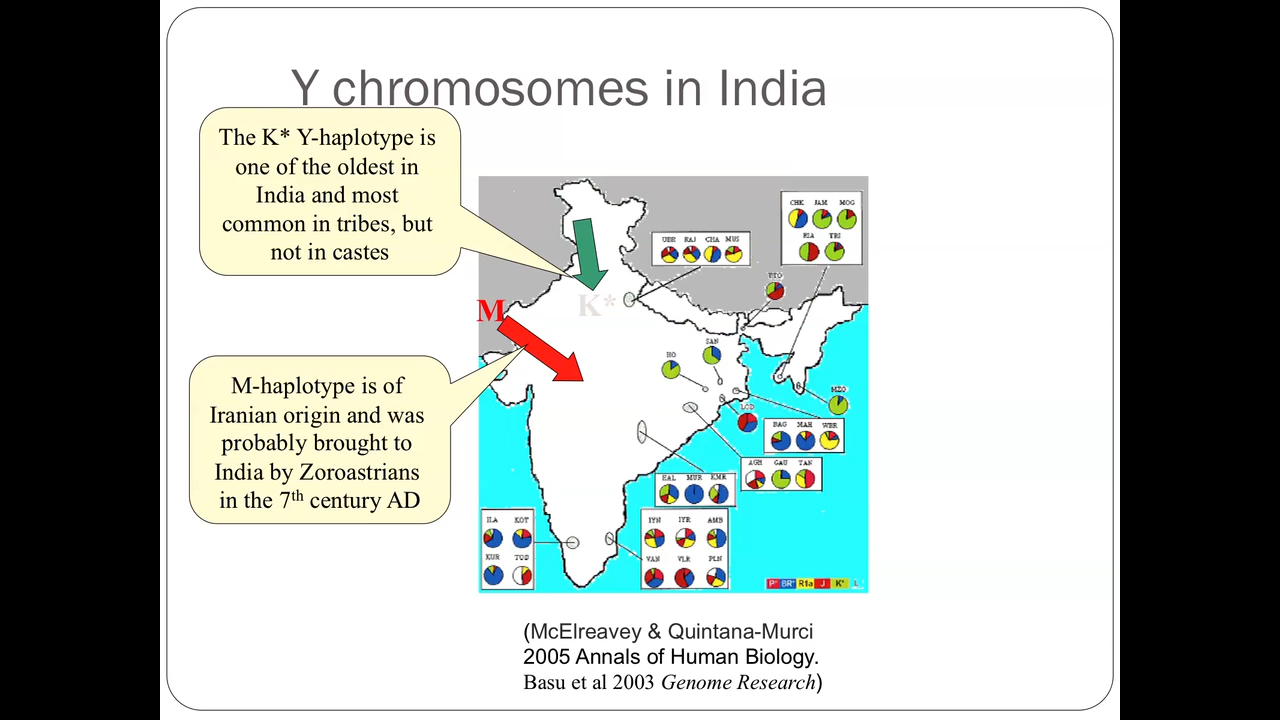 Y chromosomes in India
The K* Y-haplotype is
one of the oldest in
India and most
common in tribes, but
not in castes
M-haplotype is of
Iranian origin and was
probably brought to
India by Zoroastrians
in the 7th century AD
K*
M
CHK JAM MOG
RIA TRI
UBR RAJ CHA MUS
TTO
SAN
HO
MZO
LOD
BAG MAH WBR
AGH GAU TAN
HAL MUR KMR
ILA KOT
KUR TOD
IYN IYR AMB
VAN VLR PLN
P* BR* R1a J K* L
(McElreavey & Quintana-Murci
2005 Annals of Human Biology.
Basu et al 2003 Genome Research)